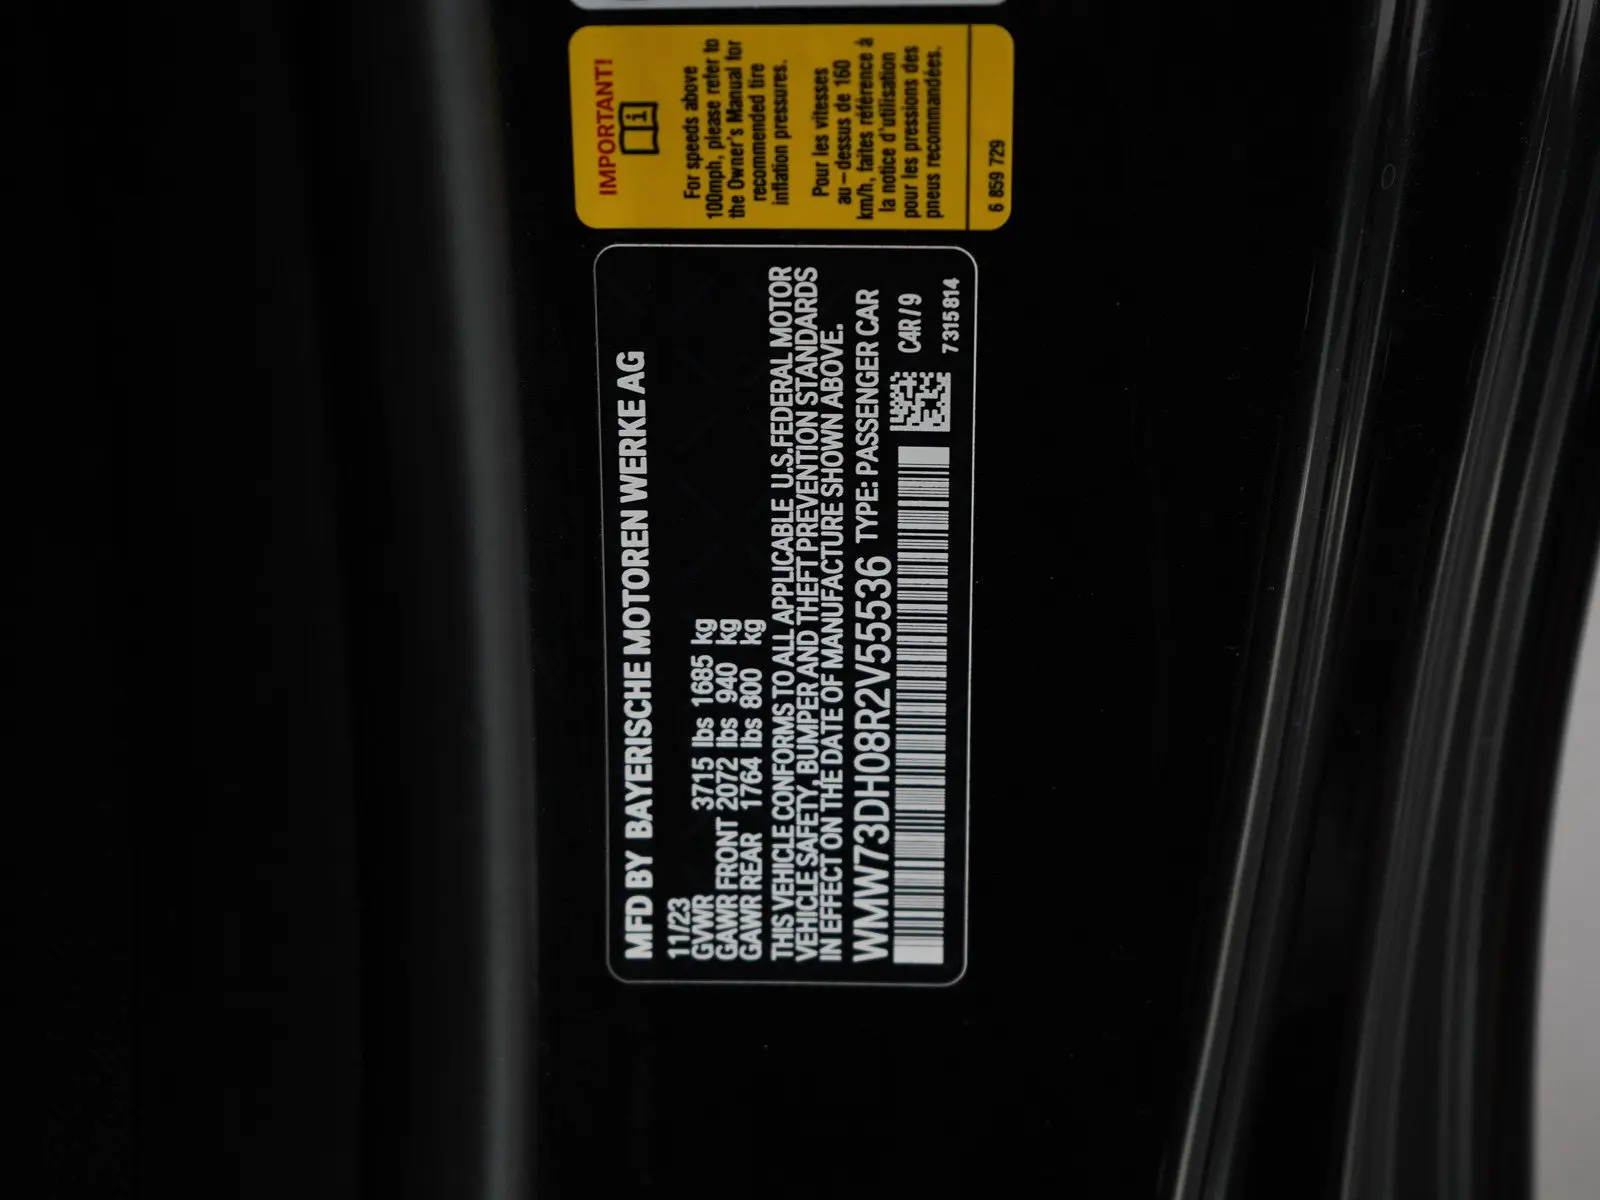 IMPORTANT!
For speeds above
100mph, please refer to
the Owner's Manual for
recommended tire
inflation pressures.
Pour les vitesses
au-dessus de 160
km/h, faites référence à
la notice d'utilisation
pour les pressions des
pneus recommandées.
6 859 729
MFD BY BAYERISCHE MOTOREN WERKE AG
11/23
GVWR 3715 lbs 1685 kg
GAWR FRONT 2072 lbs 940 kg
GAWR REAR 1764 lbs 800 kg
THIS VEHICLE CONFORMS TO ALL APPLICABLE U.S.FEDERAL MOTOR
VEHICLE SAFETY, BUMPER AND THEFT PREVENTION STANDARDS
IN EFFECT ON THE DATE OF MANUFACTURE SHOWN ABOVE.
WMW73DH08R2V55536 TYPE: PASSENGER CAR
C4R/9
7315814